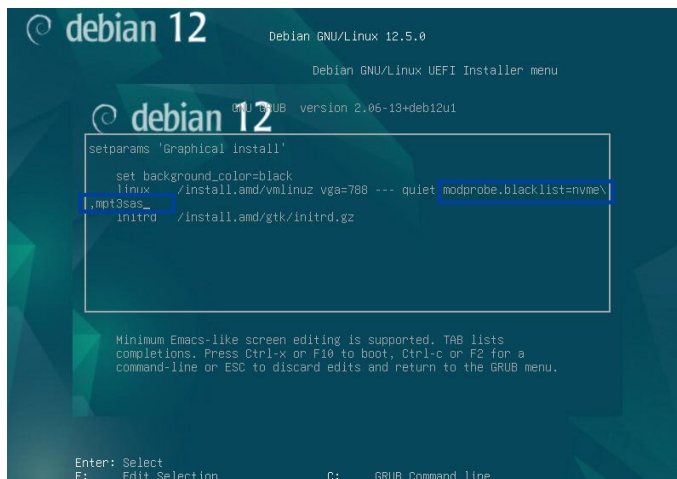 debian 12
Debian GNU/Linux 12.5.0
Debian GNU/Linux UEFI Installer menu
GNU GRUB version 2.06-13+deb12u1
debian 12
setparams 'Graphical install'
set background_color=black
linux /install.amd/vmlinuz vga=788 --- quiet modprobe.blacklist=nvme\
,mpt3sas_
initrd /install.amd/gtk/initrd.gz
Minimum Emacs-like screen editing is supported. TAB lists
completions. Press Ctrl-x or F10 to boot, Ctrl-c or F2 for a
command-line or ESC to discard edits and return to the GRUB menu.
Enter: Select
E: Edit Selection C: GRUB Command line